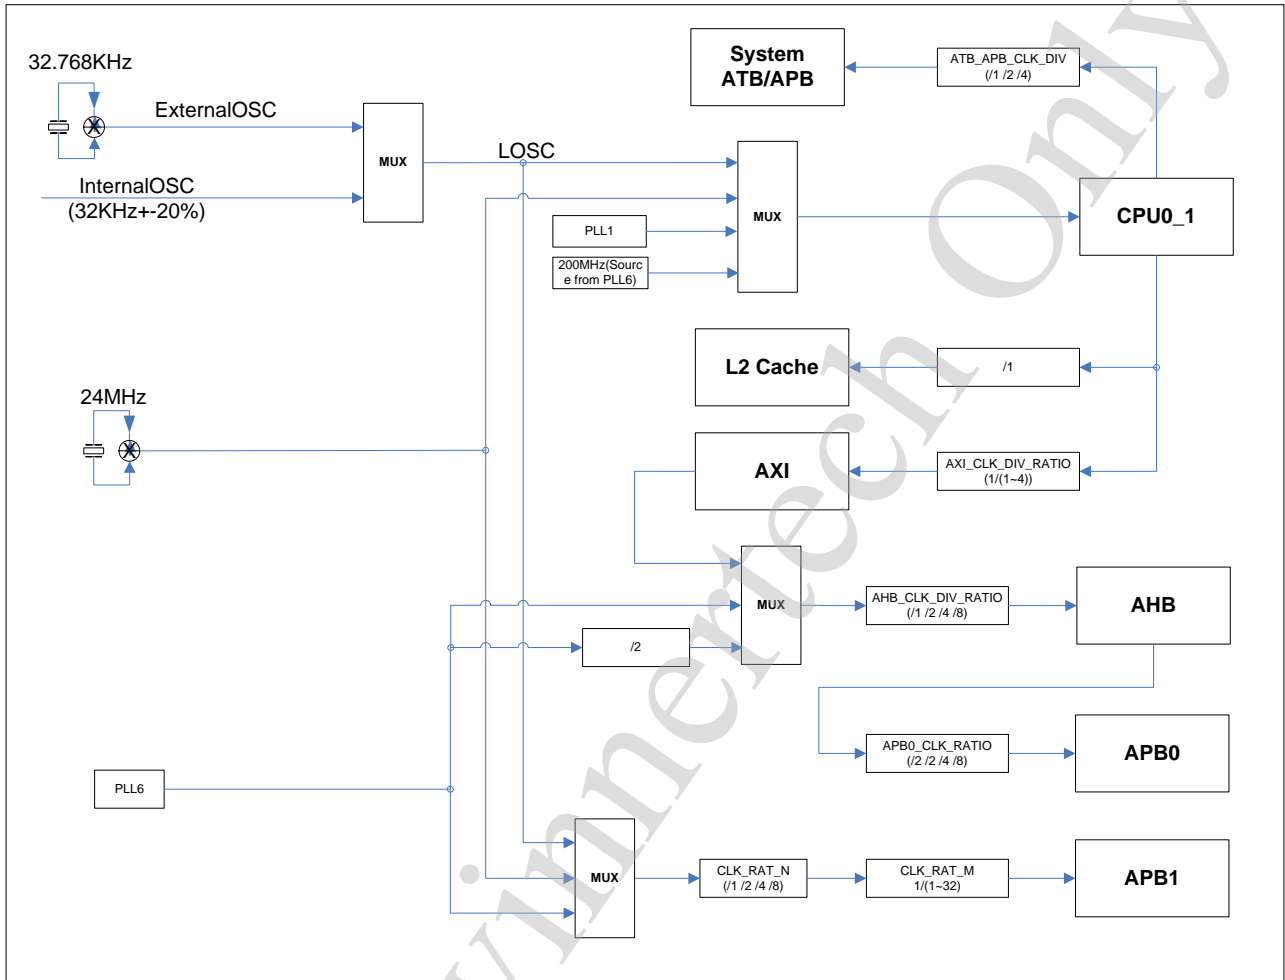 32.768KHz
ExternalOSC
InternalOSC
(32KHz+-20%)
MUX
LOSC
System
ATB/APB
ATB_APB_CLK_DIV
(/1 /2 /4)
PLL1
200MHz(Sourc
e from PLL6)
MUX
CPU0_1
L2 Cache
/1
24MHz
AXI
AXI_CLK_DIV_RATIO
(1/(1~4))
MUX
/2
AHB_CLK_DIV_RATIO
(/1 /2 /4 /8)
AHB
APB0_CLK_RATIO
(/2 /2 /4 /8)
APB0
PLL6
MUX
CLK_RAT_N
(/1 /2 /4 /8)
CLK_RAT_M
1/(1~32)
APB1
winnertech Only